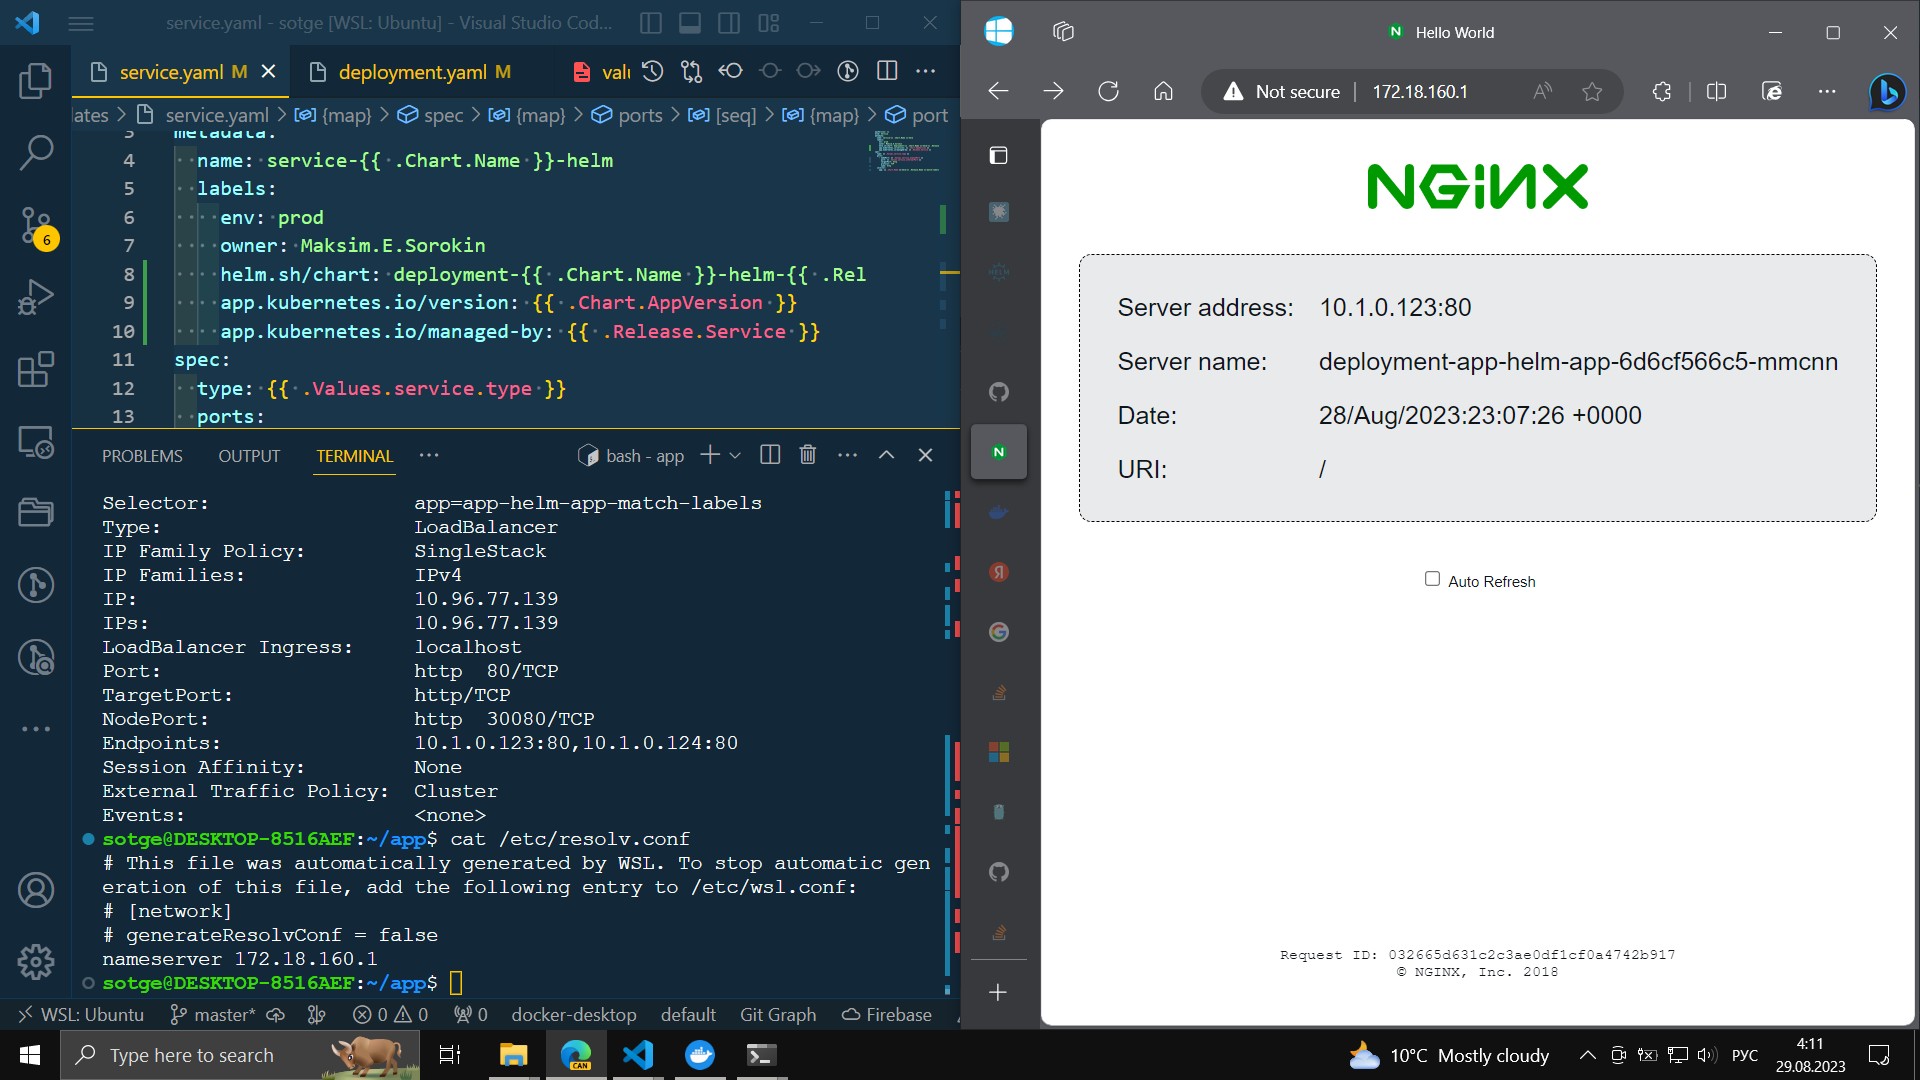 service.yaml - sotge [WSL: Ubuntu] - Visual Studio Cod...
service.yaml M
deployment.yaml M
valu
lates > service.yaml > {map} > spec > {map} > ports > [seq] > {map} > port
3 metadata:
4 name: service-{{ .Chart.Name }}-helm
5 labels:
6 env: prod
7 owner: Maksim.E.Sorokin
8 helm.sh/chart: deployment-{{ .Chart.Name }}-helm-{{ .Rel
9 app.kubernetes.io/version: {{ .Chart.AppVersion }}
10 app.kubernetes.io/managed-by: {{ .Release.Service }}
11 spec:
12 type: {{ .Values.service.type }}
13 ports:
6
PROBLEMS OUTPUT TERMINAL ... bash - app
Selector: app=app-helm-app-match-labels
Type: LoadBalancer
IP Family Policy: SingleStack
IP Families: IPv4
IP: 10.96.77.139
IPs: 10.96.77.139
LoadBalancer Ingress: localhost
Port: http 80/TCP
TargetPort: http/TCP
NodePort: http 30080/TCP
Endpoints: 10.1.0.123:80,10.1.0.124:80
Session Affinity: None
External Traffic Policy: Cluster
Events: <none>
sotge@DESKTOP-8516AEF:~/app$ cat /etc/resolv.conf
# This file was automatically generated by WSL. To stop automatic gen
eration of this file, add the following entry to /etc/wsl.conf:
# [network]
# generateResolvConf = false
nameserver 172.18.160.1
sotge@DESKTOP-8516AEF:~/app$
WSL: Ubuntu master* 0 0 0 docker-desktop default Git Graph Firebase
Hello World
Not secure | 172.18.160.1
NGINX
Server address: 10.1.0.123:80
Server name: deployment-app-helm-app-6d6cf566c5-mmcnn
Date: 28/Aug/2023:23:07:26 +0000
URI: /
Auto Refresh
Request ID: 032665d631c2c3ae0df1cf0a4742b917
© NGINX, Inc. 2018
Type here to search
CAN
10°C Mostly cloudy
РУС
4:11
29.08.2023